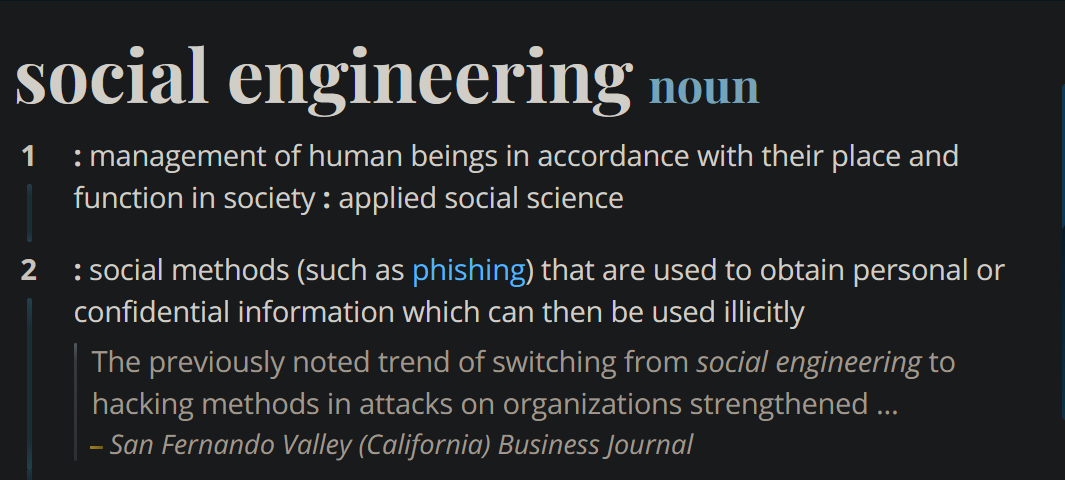 social engineering noun
1 : management of human beings in accordance with their place and
function in society : applied social science
2 : social methods (such as phishing) that are used to obtain personal or
confidential information which can then be used illicitly
The previously noted trend of switching from social engineering to
hacking methods in attacks on organizations strengthened ...
– San Fernando Valley (California) Business Journal